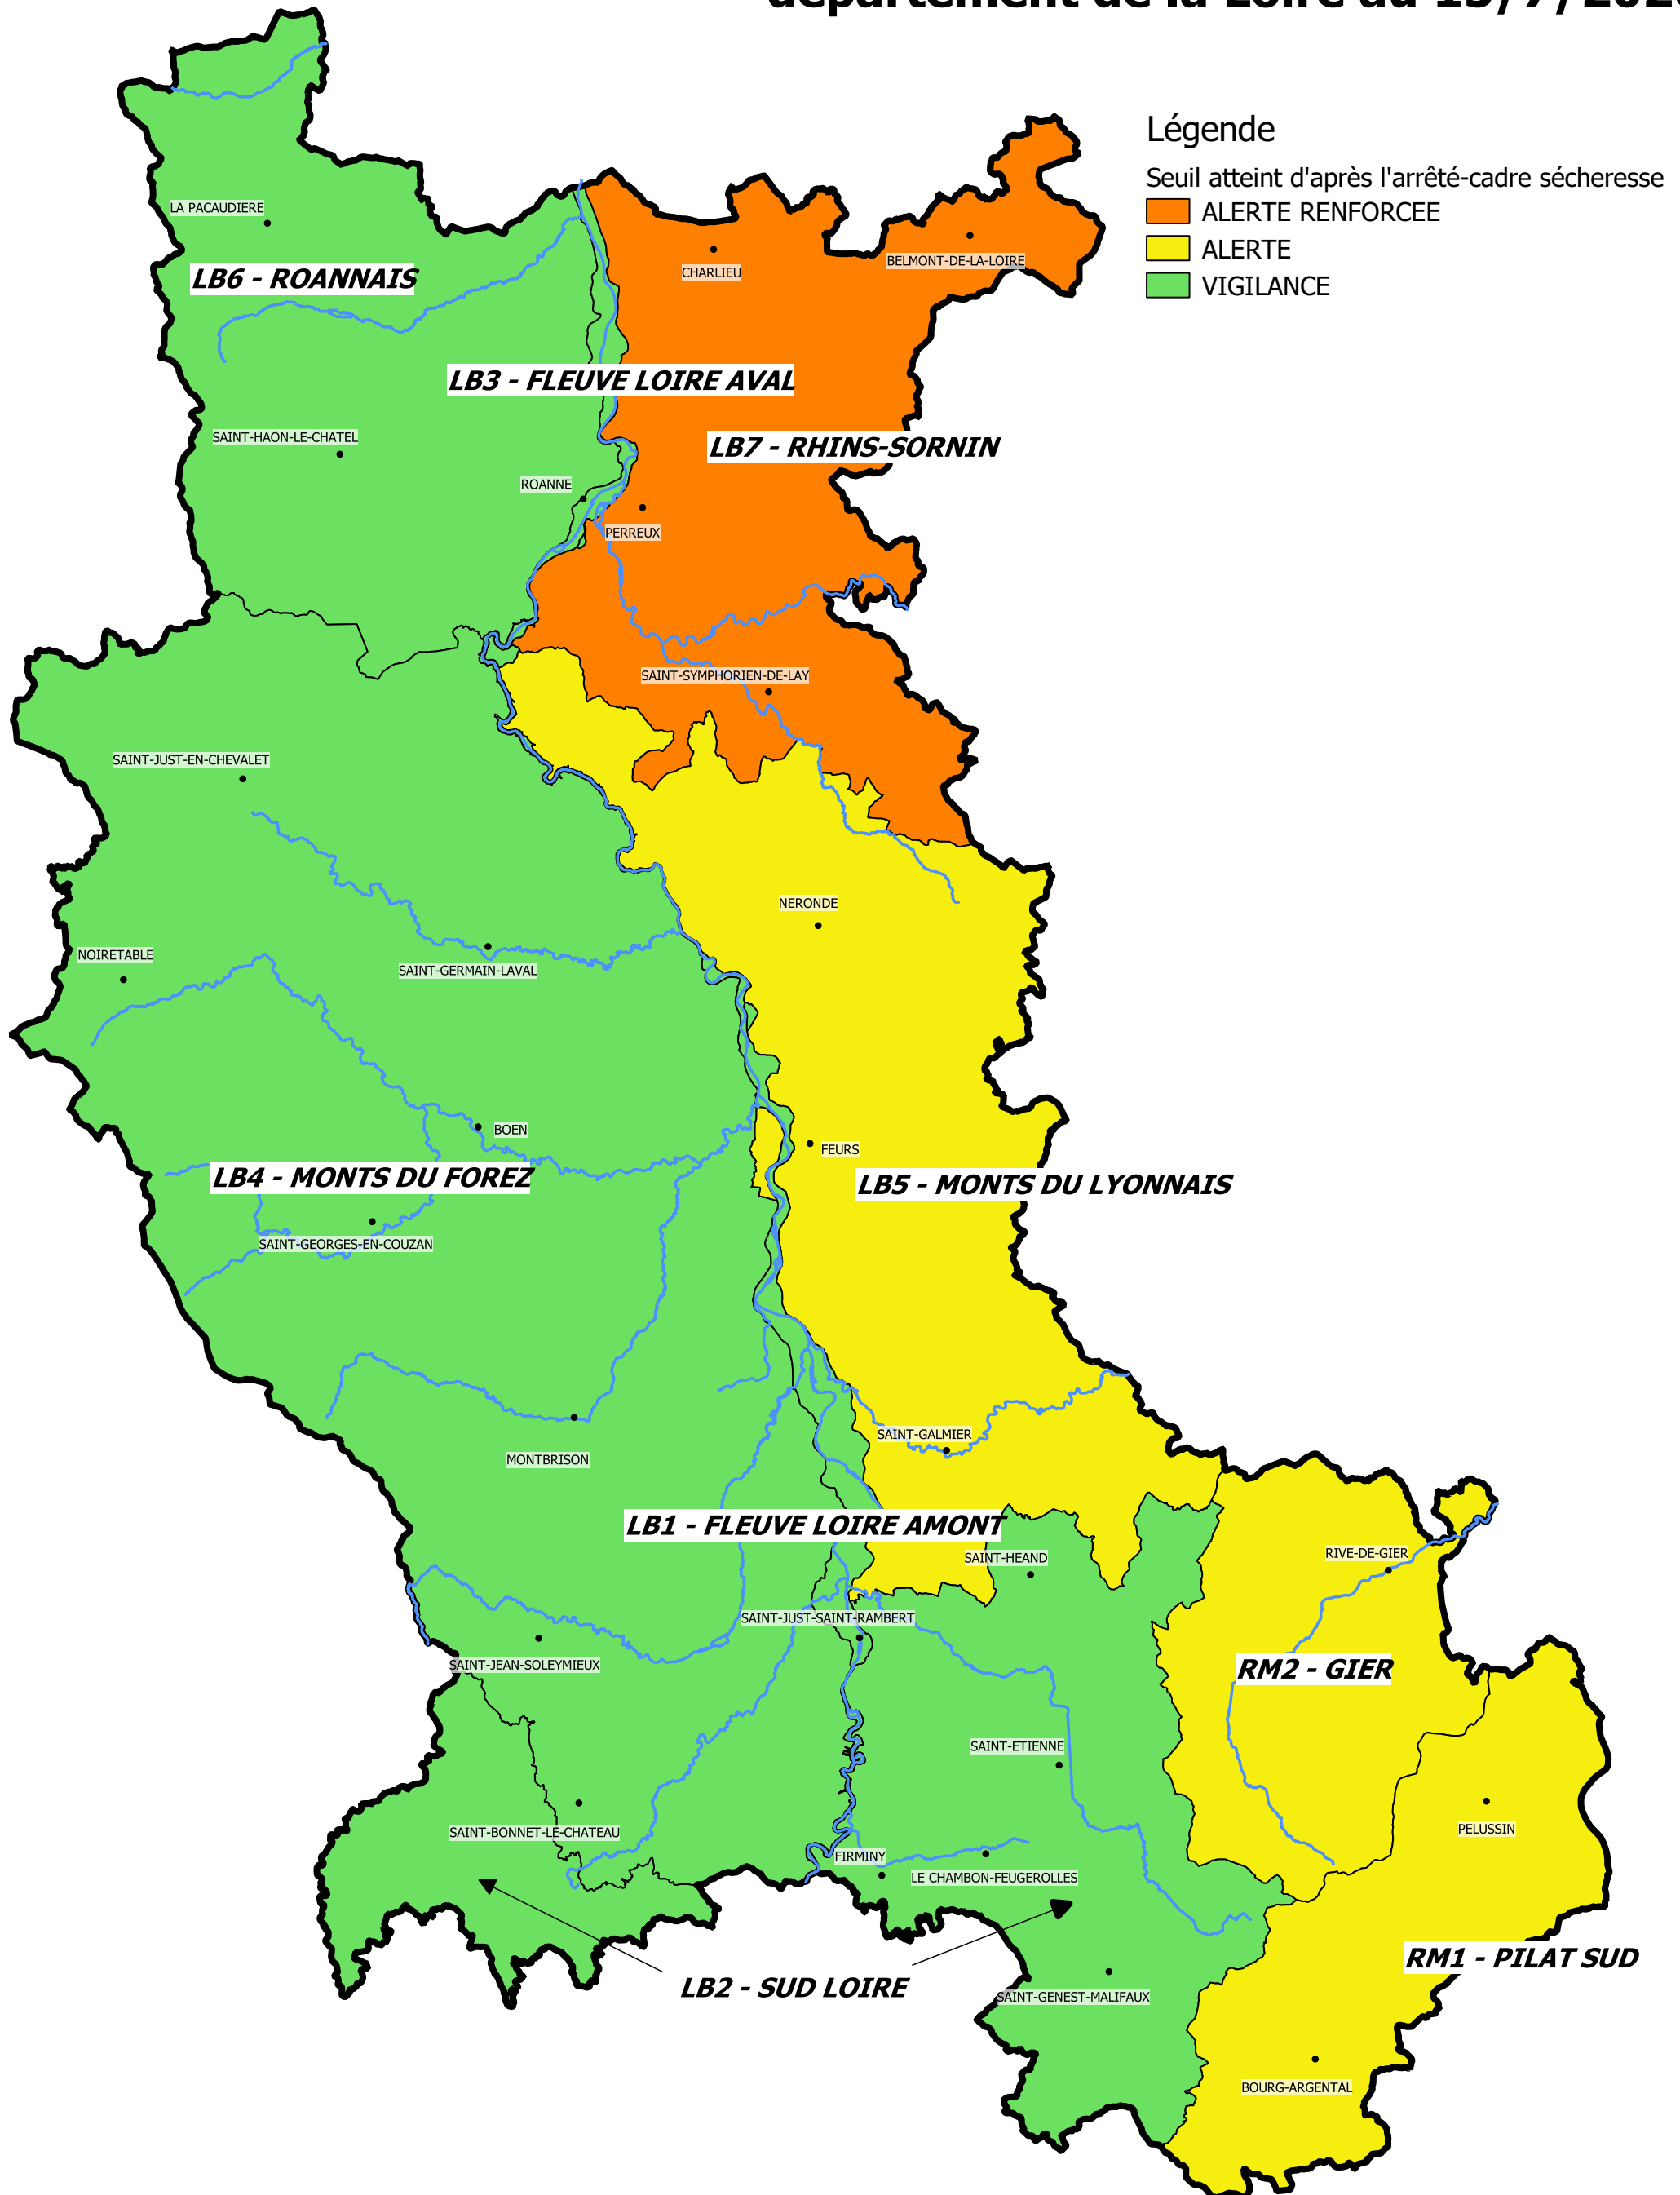 département de la Loire au
Légende
Seuil atteint d'après l'arrêté-cadre sécheresse
ALERTE RENFORCEE
ALERTE
VIGILANCE
LA PACAUDIERE
CHARLIEU
BELMONT-DE-LA-LOIRE
LB6 - ROANNAIS
LB3 - FLEUVE LOIRE AVAL
SAINT-HAON-LE-CHATEL
LB7 - RHINS-SORNIN
ROANNE
PERREUX
SAINT-SYMPHORIEN-DE-LAY
SAINT-JUST-EN-CHEVALET
NERONDE
NOIRETABLE
SAINT-GERMAIN-LAVAL
BOEN
FEURS
LB4 - MONTS DU FOREZ
LB5 - MONTS DU LYONNAIS
SAINT-GEORGES-EN-COUZAN
SAINT-GALMIER
MONTBRISON
LB1 - FLEUVE LOIRE AMONT
SAINT-HEAND
RIVE-DE-GIER
SAINT-JUST-SAINT-RAMBERT
SAINT-JEAN-SOLEYMIEUX
RM2 - GIER
SAINT-ETIENNE
SAINT-BONNET-LE-CHATEAU
PELUSSIN
FIRMINY
LE CHAMBON-FEUGEROLLES
RM1 - PILAT SUD
LB2 - SUD LOIRE
SAINT-GENEST-MALIFAUX
BOURG-ARGENTAL